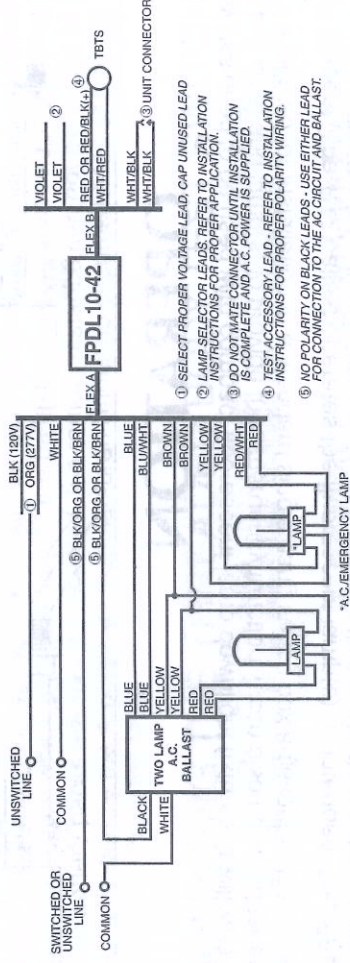 UNSWITCHED
LINE
COMMON
SWITCHED OR
UNSWITCHED
LINE
COMMON
BLK (120V)
① ORG (277V)
WHITE
⑤ BLK/ORG OR BLK/BRN
⑤ BLK/ORG OR BLK/BRN
BLACK
WHITE
TWO LAMP
A.C.
BALLAST
BLUE
BLUE
YELLOW
YELLOW
RED
RED
BLUE
BLU/WHT
BROWN
BROWN
YELLOW
YELLOW
RED/WHT
RED
LAMP
*LAMP
*A.C./EMERGENCY LAMP
FLEX A
FPDL10-42
FLEX B
VIOLET
VIOLET ②
RED OR RED/BLK(+) ④
WHT/RED
TBTS
WHT/BLK
WHT/BLK
③ UNIT CONNECTOR
① SELECT PROPER VOLTAGE LEAD, CAP UNUSED LEAD
② LAMP SELECTOR LEADS. REFER TO INSTALLATION
INSTRUCTIONS FOR PROPER APPLICATION.
③ DO NOT MATE CONNECTOR UNTIL INSTALLATION
IS COMPLETE AND A.C. POWER IS SUPPLIED.
④ TEST ACCESSORY LEAD - REFER TO INSTALLATION
INSTRUCTIONS FOR PROPER POLARITY WIRING.
⑤ NO POLARITY ON BLACK LEADS - USE EITHER LEAD
FOR CONNECTION TO THE AC CIRCUIT AND BALLAST.